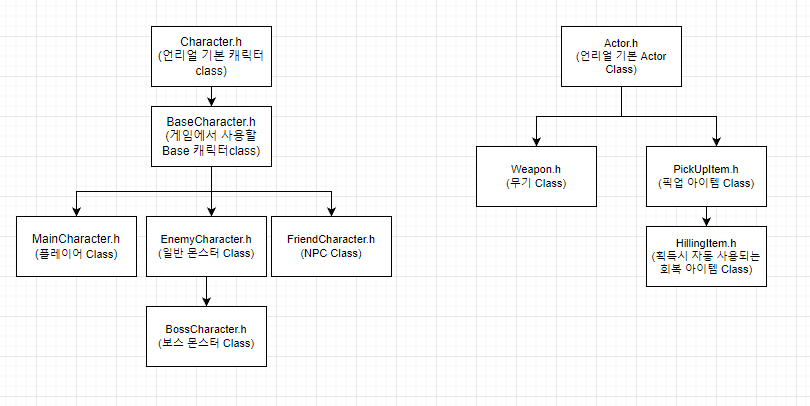 Character.h
(언리얼 기본 캐릭터
class)
BaseCharacter.h
(게임에서 사용할
Base 캐릭터class)
MainCharacter.h
(플레이어 Class)
EnemyCharacter.h
(일반 몬스터 Class)
FriendCharacter.h
(NPC Class)
BossCharacter.h
(보스 몬스터 Class)
Actor.h
(언리얼 기본 Actor
Class)
Weapon.h
(무기 Class)
PickUpItem.h
(픽업 아이템 Class)
HillingItem.h
(획득시 자동 사용되는
회복 아이템 Class)